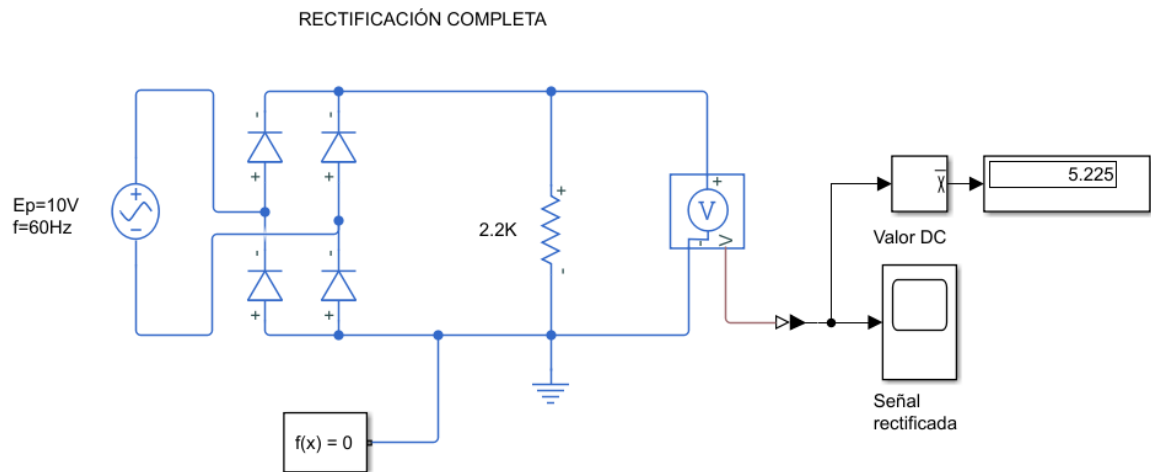 RECTIFICACIÓN COMPLETA
Ep=10V
f=60Hz
2.2K
V
x
5.225
Valor DC
Señal
rectificada
f(x) = 0